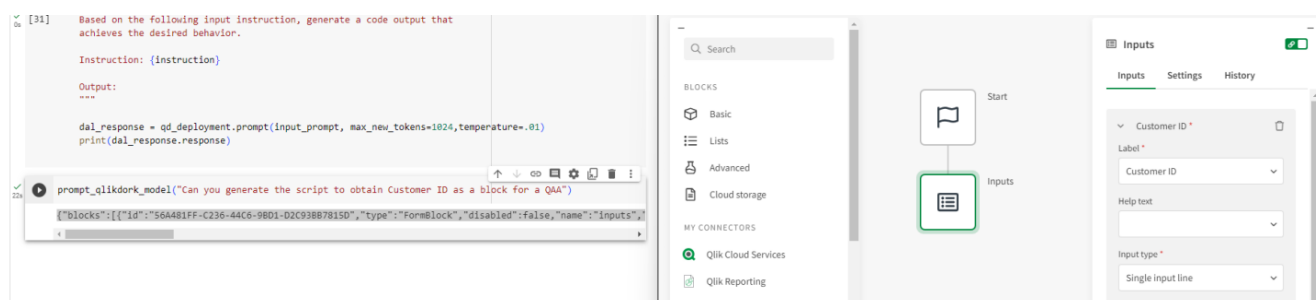 0s [31] Based on the following input instruction, generate a code output that
achieves the desired behavior.
Instruction: {instruction}
Output:
"""
dal_response = qd_deployment.prompt(input_prompt, max_new_tokens=1024,temperature=.01)
print(dal_response.response)
22s prompt_qlikdork_model("Can you generate the script to obtain Customer ID as a block for a QAA")
{"blocks":[{"id":"56A481FF-C236-44C6-9BD1-D2C93BB7815D","type":"FormBlock","disabled":false,"name":"inputs","
Search
BLOCKS
Basic
Lists
Advanced
Cloud storage
MY CONNECTORS
Qlik Cloud Services
Qlik Reporting
Start
Inputs
Inputs
Inputs Settings History
Customer ID *
Label *
Customer ID
Help text
Input type *
Single input line